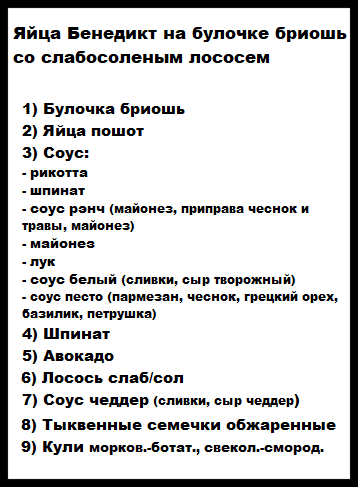 Яйца Бенедикт на булочке бриошь
со слабосоленым лососем
1) Булочка бриошь
2) Яйца пошот
3) Соус:
- рикотта
- шпинат
- соус рэнч (майонез, приправа чеснок и
травы, майонез)
- майонез
- лук
- соус белый (сливки, сыр творожный)
- соус песто (пармезан, чеснок, грецкий орех,
базилик, петрушка)
4) Шпинат
5) Авокадо
6) Лосось слаб/сол
7) Соус чеддер (сливки, сыр чеддер)
8) Тыквенные семечки обжаренные
9) Кули морков.-ботат., свекол.-смород.